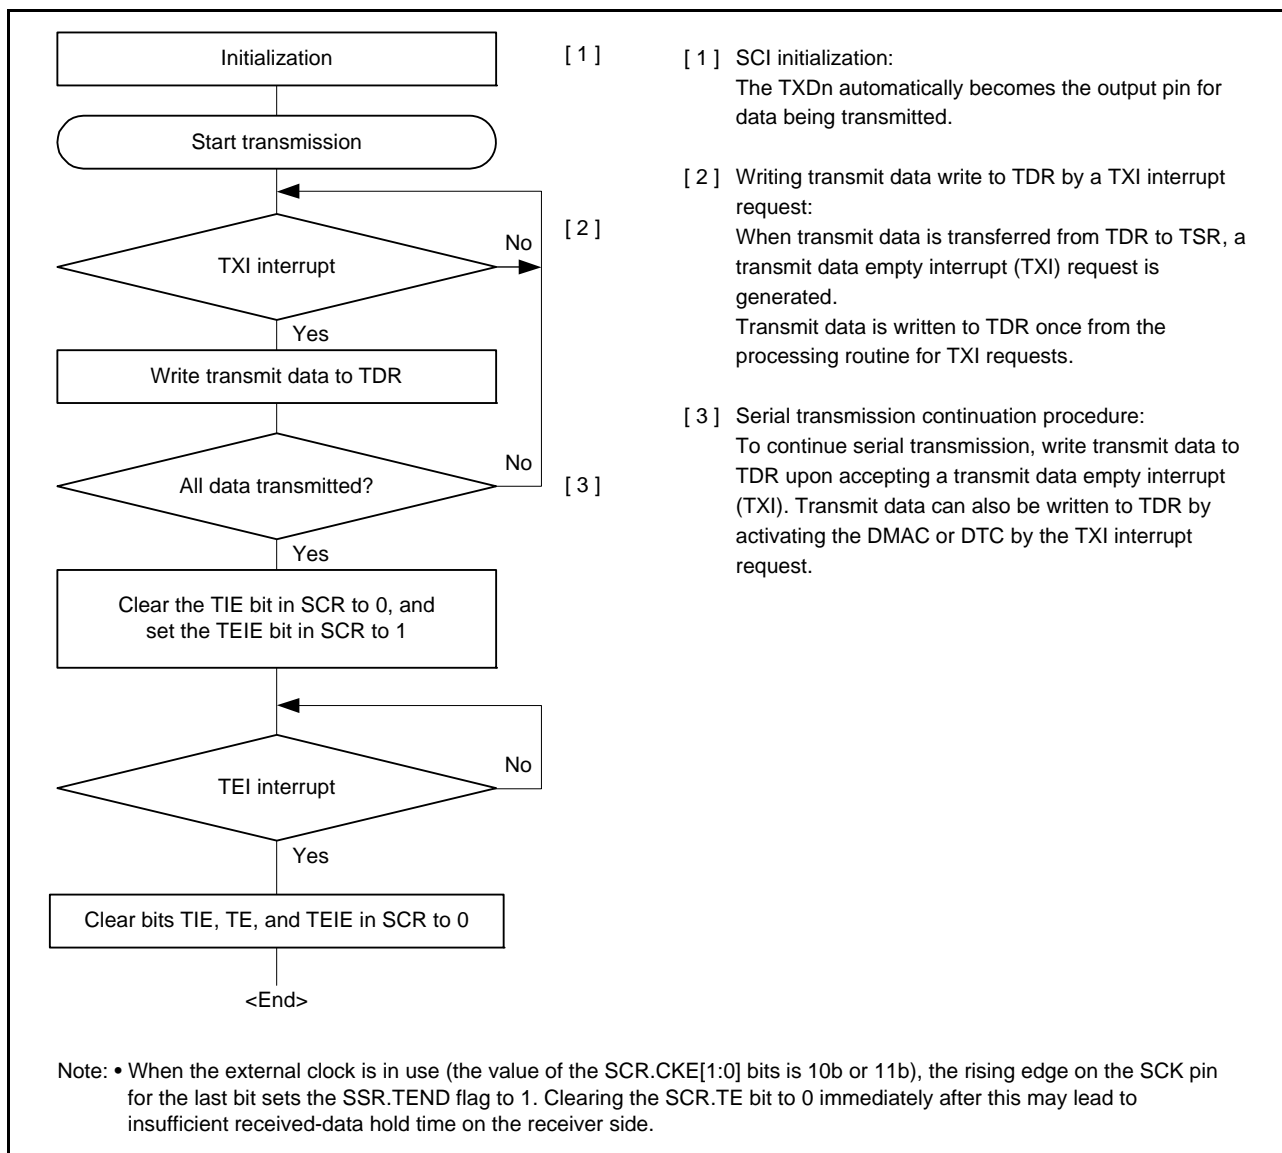 Initialization
[ 1 ]
Start transmission
[ 2 ]
No
TXI interrupt
Yes
Write transmit data to TDR
No
All data transmitted?
[ 3 ]
Yes
Clear the TIE bit in SCR to 0, and
set the TEIE bit in SCR to 1
No
TEI interrupt
Yes
Clear bits TIE, TE, and TEIE in SCR to 0
<End>
[ 1 ] SCI initialization:
The TXDn automatically becomes the output pin for
data being transmitted.
[ 2 ] Writing transmit data write to TDR by a TXI interrupt
request:
When transmit data is transferred from TDR to TSR, a
transmit data empty interrupt (TXI) request is
generated.
Transmit data is written to TDR once from the
processing routine for TXI requests.
[ 3 ] Serial transmission continuation procedure:
To continue serial transmission, write transmit data to
TDR upon accepting a transmit data empty interrupt
(TXI). Transmit data can also be written to TDR by
activating the DMAC or DTC by the TXI interrupt
request.
Note: • When the external clock is in use (the value of the SCR.CKE[1:0] bits is 10b or 11b), the rising edge on the SCK pin
for the last bit sets the SSR.TEND flag to 1. Clearing the SCR.TE bit to 0 immediately after this may lead to
insufficient received-data hold time on the receiver side.